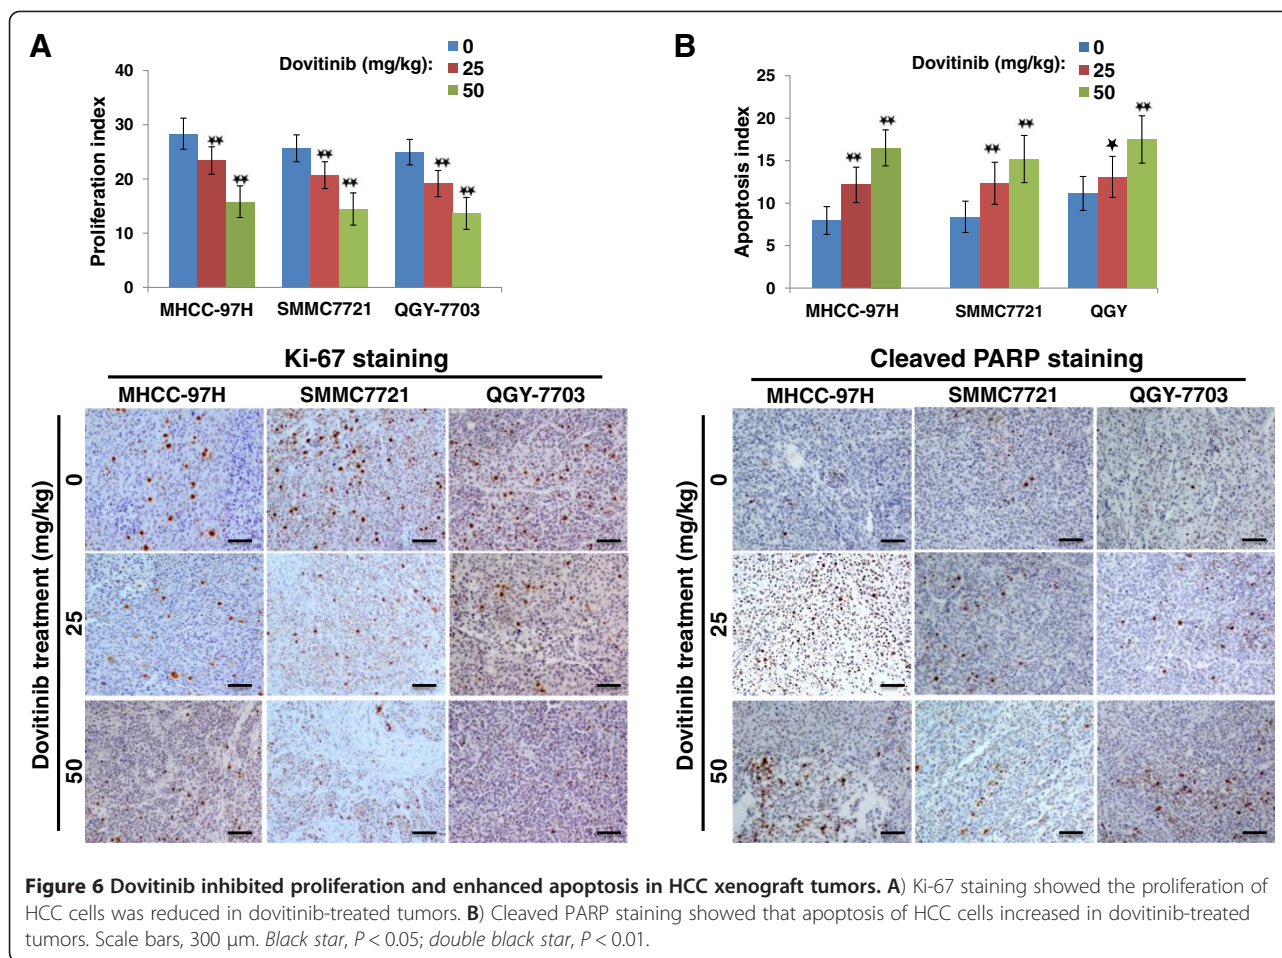 A
Dovitinib (mg/kg):
0
25
50
Proliferation index
40
30
20
10
0
MHCC-97H SMMC7721 QGY-7703
Ki-67 staining
MHCC-97H SMMC7721 QGY-7703
Dovitinib treatment (mg/kg)
0
25
50
B
Dovitinib (mg/kg):
0
25
50
Apoptosis index
25
20
15
10
5
0
MHCC-97H SMMC7721 QGY
Cleaved PARP staining
MHCC-97H SMMC7721 QGY-7703
Dovitinib treatment (mg/kg)
0
25
50
Figure 6 Dovitinib inhibited proliferation and enhanced apoptosis in HCC xenograft tumors. A) Ki-67 staining showed the proliferation of
HCC cells was reduced in dovitinib-treated tumors. B) Cleaved PARP staining showed that apoptosis of HCC cells increased in dovitinib-treated
tumors. Scale bars, 300 μm. Black star, P < 0.05; double black star, P < 0.01.